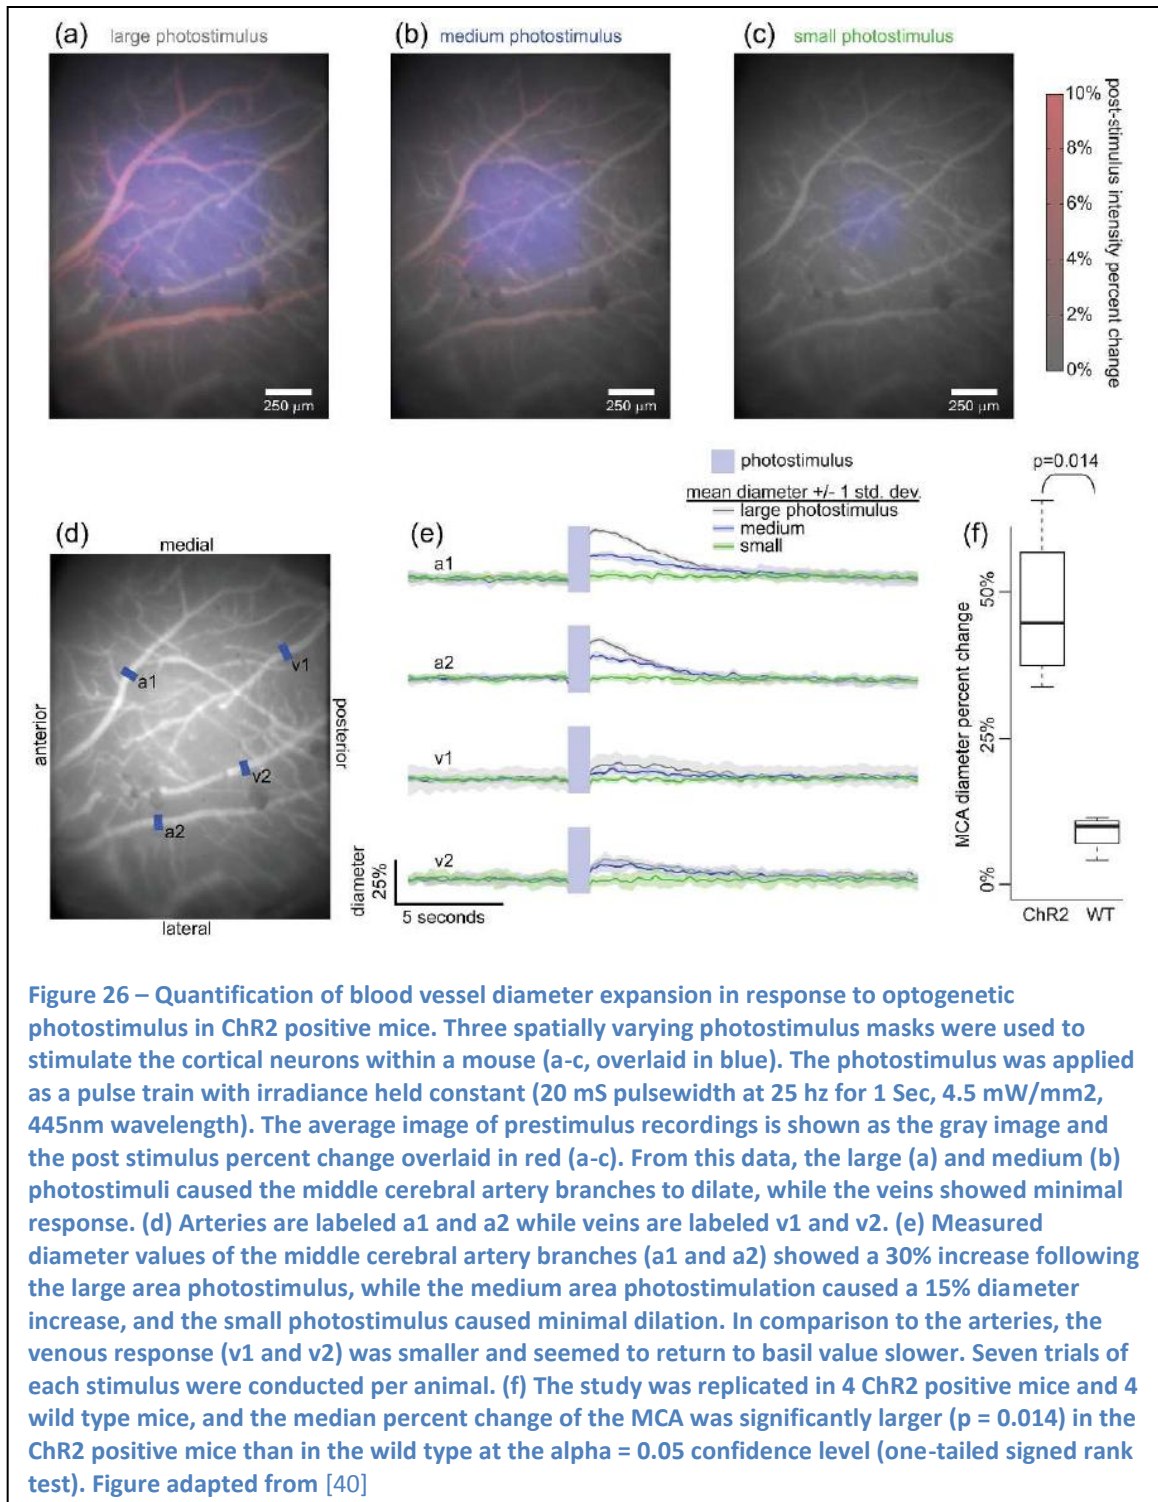 (a) large photostimulus
(b) medium photostimulus
(c) small photostimulus
10%
8%
6%
4%
2%
0%
post-stimulus intensity percent change
250 µm
250 µm
250 µm
(d)
medial
anterior
posterior
lateral
a1
v1
v2
a2
(e)
photostimulus
mean diameter +/- 1 std. dev.
large photostimulus
medium
small
a1
a2
v1
v2
diameter
25%
5 seconds
(f)
p=0.014
MCA diameter percent change
50%
25%
0%
ChR2 WT
Figure 26 – Quantification of blood vessel diameter expansion in response to optogenetic
photostimulus in ChR2 positive mice. Three spatially varying photostimulus masks were used to
stimulate the cortical neurons within a mouse (a-c, overlaid in blue). The photostimulus was applied
as a pulse train with irradiance held constant (20 mS pulsewidth at 25 hz for 1 Sec, 4.5 mW/mm2,
445nm wavelength). The average image of prestimulus recordings is shown as the gray image and
the post stimulus percent change overlaid in red (a-c). From this data, the large (a) and medium (b)
photostimuli caused the middle cerebral artery branches to dilate, while the veins showed minimal
response. (d) Arteries are labeled a1 and a2 while veins are labeled v1 and v2. (e) Measured
diameter values of the middle cerebral artery branches (a1 and a2) showed a 30% increase following
the large area photostimulus, while the medium area photostimulation caused a 15% diameter
increase, and the small photostimulus caused minimal dilation. In comparison to the arteries, the
venous response (v1 and v2) was smaller and seemed to return to basil value slower. Seven trials of
each stimulus were conducted per animal. (f) The study was replicated in 4 ChR2 positive mice and 4
wild type mice, and the median percent change of the MCA was significantly larger (p = 0.014) in the
ChR2 positive mice than in the wild type at the alpha = 0.05 confidence level (one-tailed signed rank
test). Figure adapted from [40]